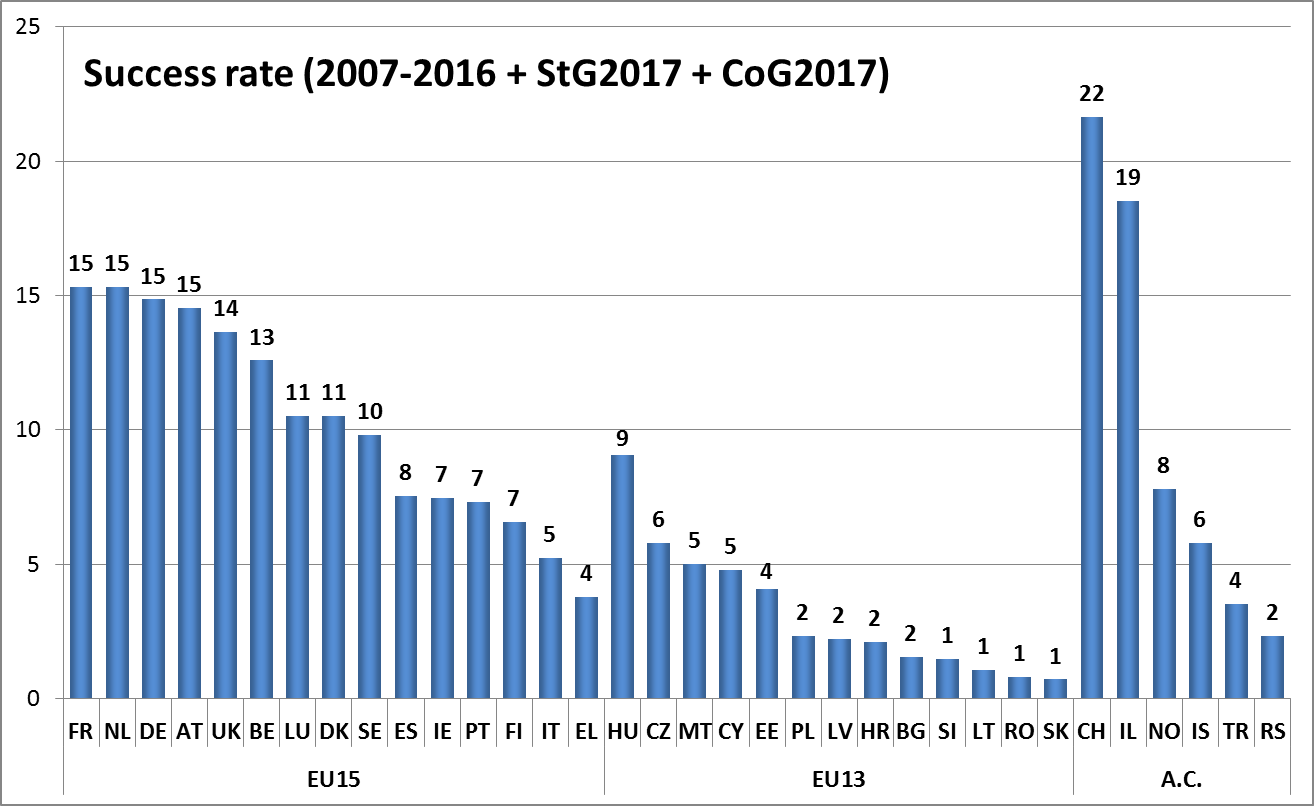 Success rate (2007-2016 + StG2017 + CoG2017)
25
20
15
10
5
0
15 15 15 15 14 13 11 11 10 8 7 7 7 5 4 9 6 5 5 4 2 2 2 2 1 1 1 1 22 19 8 6 4 2
FR NL DE AT UK BE LU DK SE ES IE PT FI IT EL HU CZ MT CY EE PL LV HR BG SI LT RO SK CH IL NO IS TR RS
EU15 EU13 A.C.